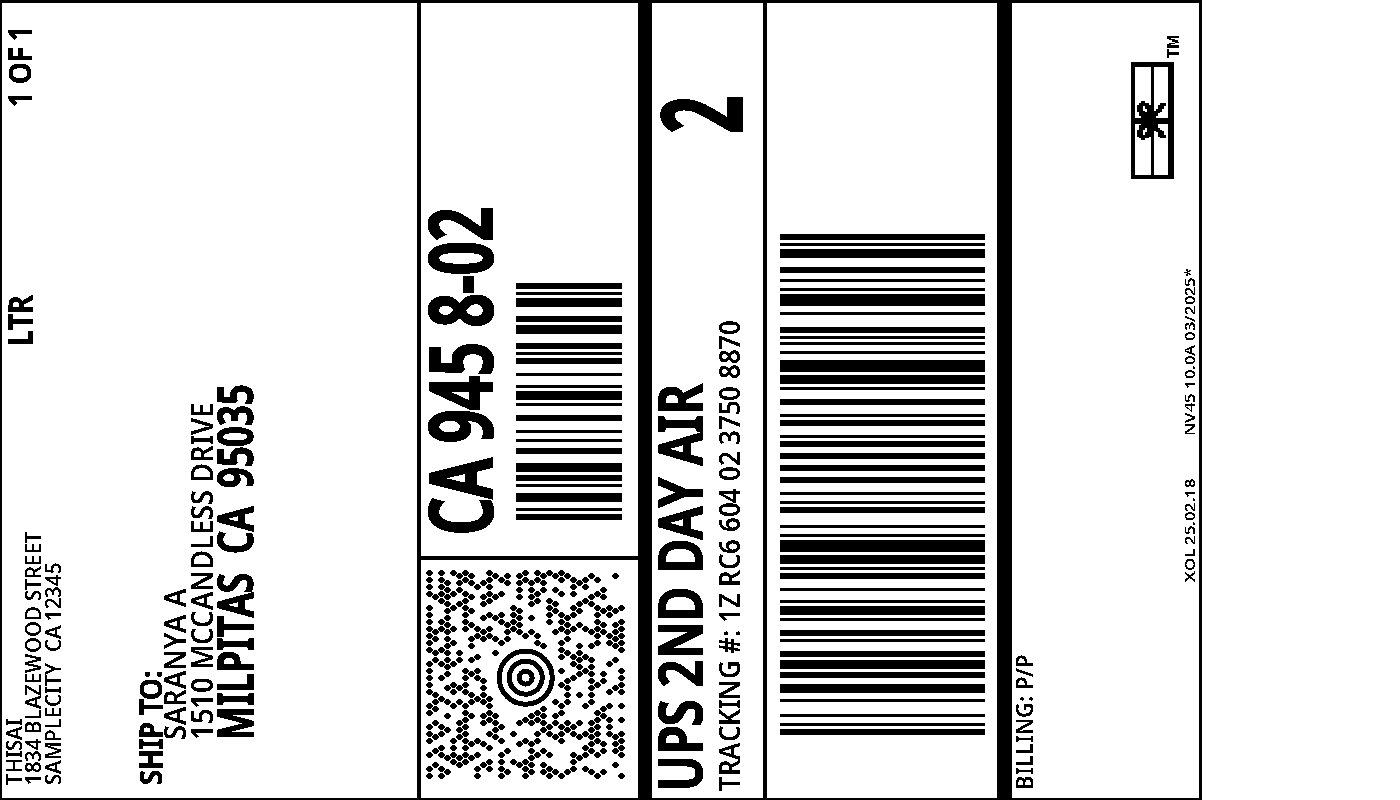 THISAI
1834 BLAZEWOOD STREET
SAMPLECITY CA 12345
LTR
1 OF 1
SHIP TO:
SARANYA A
1510 MCCANDLESS DRIVE
MILPITAS CA 95035
CA 945 8-02
UPS 2ND DAY AIR
2
TRACKING #: 1Z RC6 604 02 3750 8870
BILLING: P/P
XOL 25.02.18 NV45 10.0A 03/2025*
TM